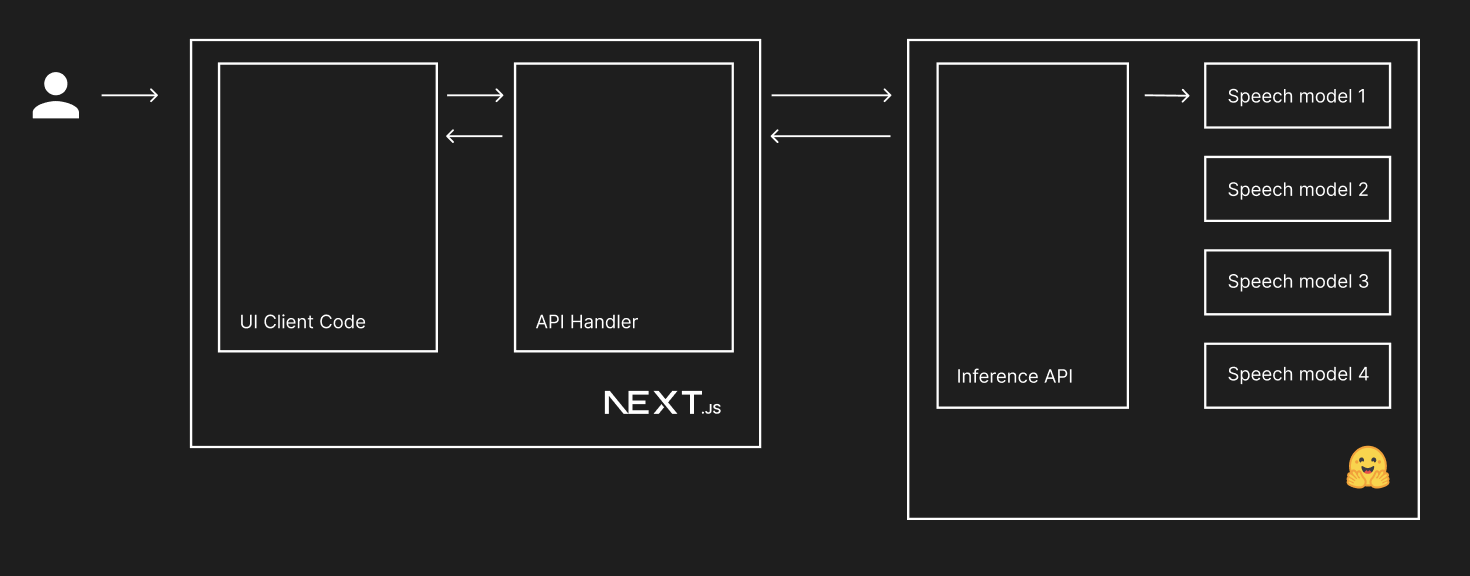 Speech model 1
Speech model 2
Speech model 3
UI Client Code
API Handler
Inference API
Speech model 4
NEXT.JS